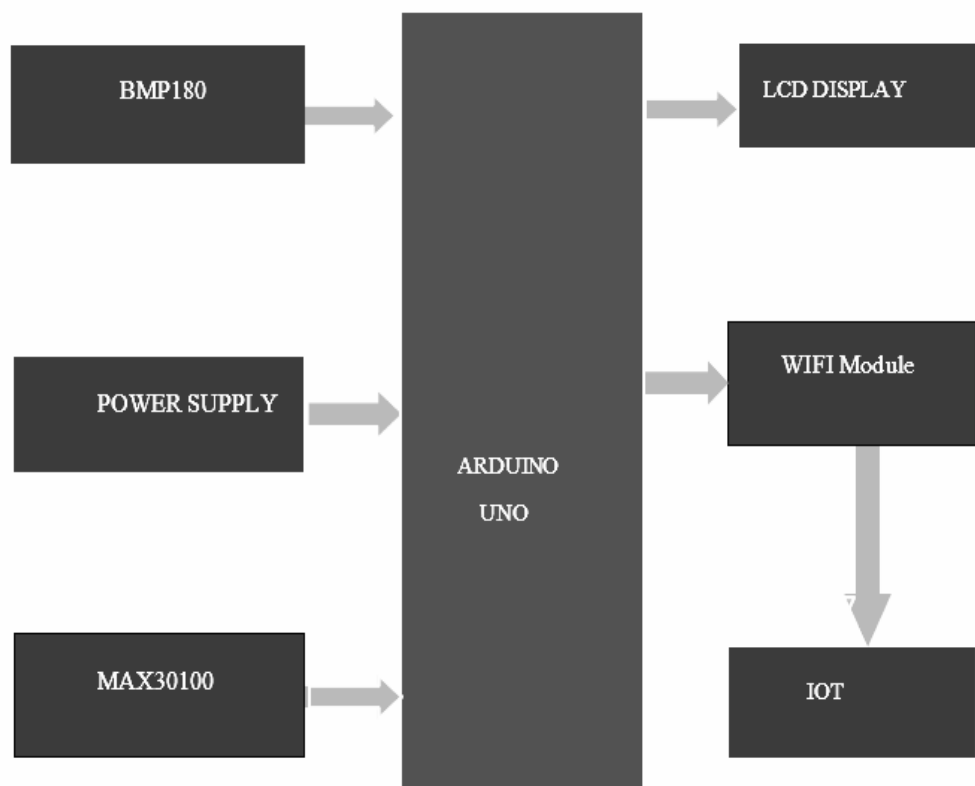 BMP180
LCD DISPLAY
POWER SUPPLY
WIFI Module
ARDUINO
UNO
MAX30100
IOT